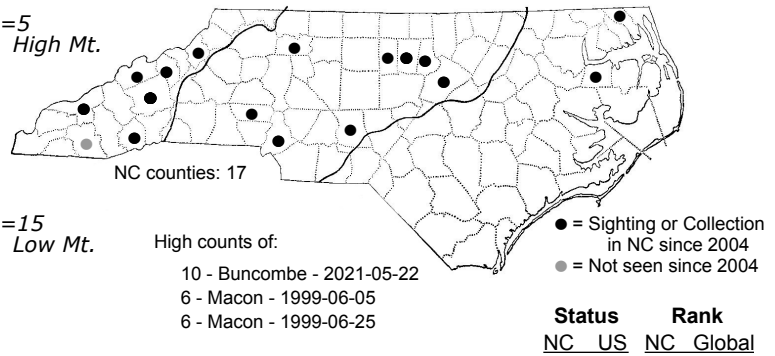 =5
High Mt.
NC counties: 17
=15
Low Mt.
High counts of:
10 - Buncombe - 2021-05-22
6 - Macon - 1999-06-05
6 - Macon - 1999-06-25
● = Sighting or Collection
in NC since 2004
● = Not seen since 2004
Status Rank
NC US NC Global